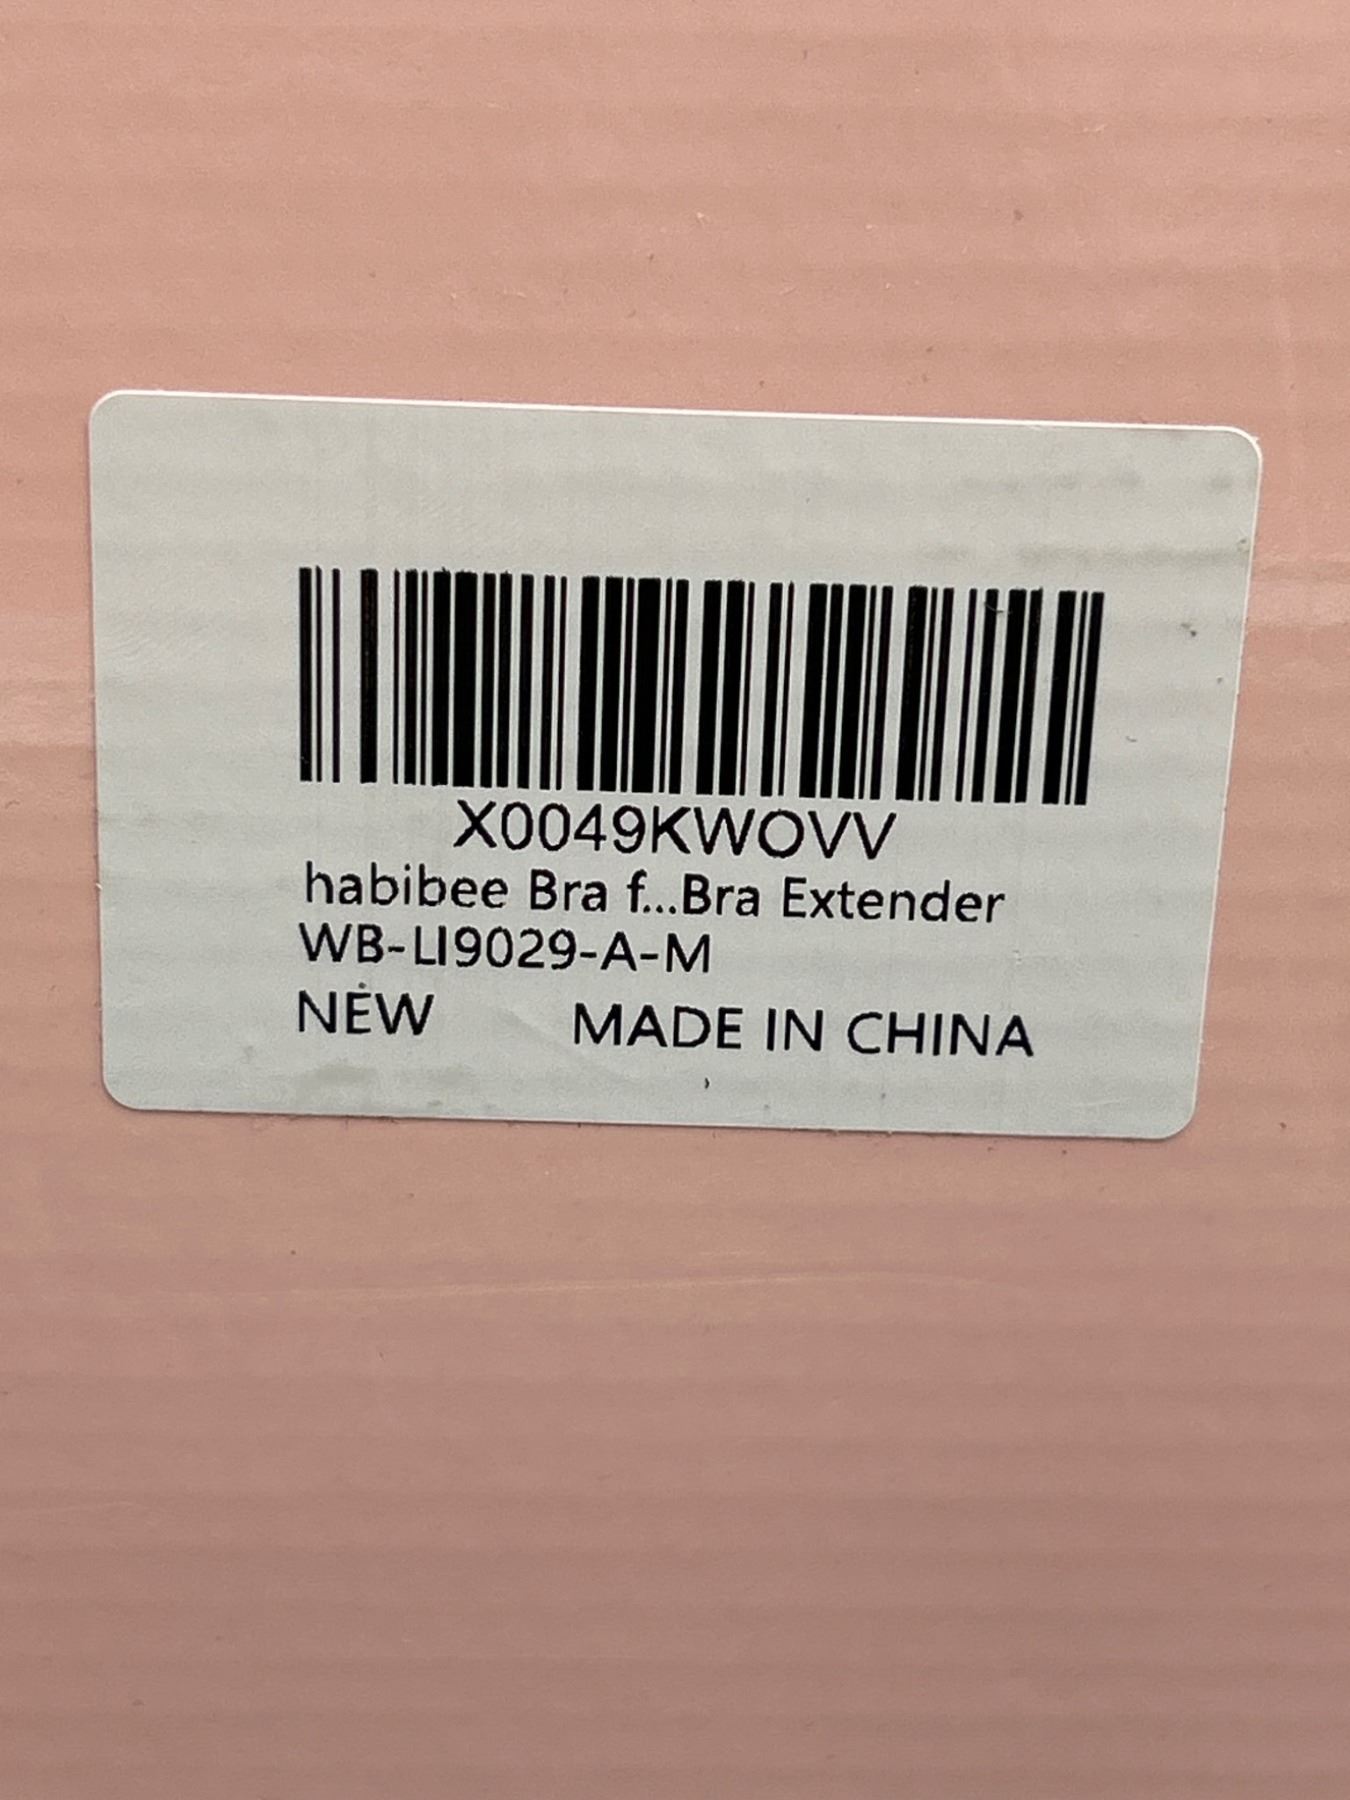 X0049KWOVV
habibee Bra f...Bra Extender
WB-LI9029-A-M
NEW MADE IN CHINA